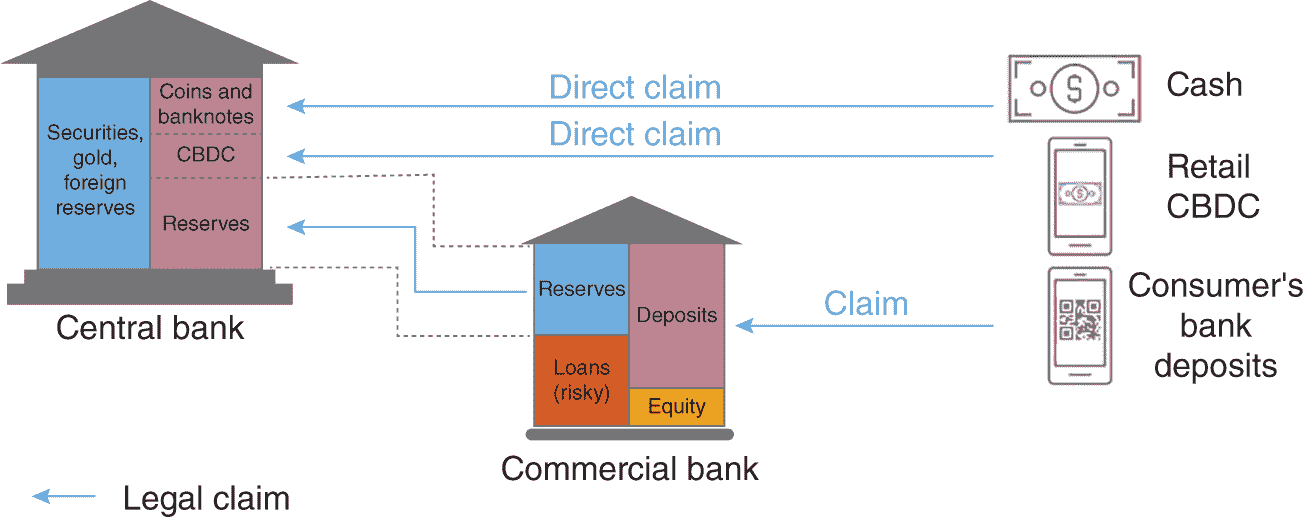 Direct claim
Cash
Coins and
banknotes
Direct claim
Securities,
gold,
foreign
reserves
CBDC
Retail
CBDC
Reserves
Reserves
Deposits
Claim
Consumer's
bank
deposits
Central bank
Loans
(risky)
Equity
Commercial bank
Legal claim